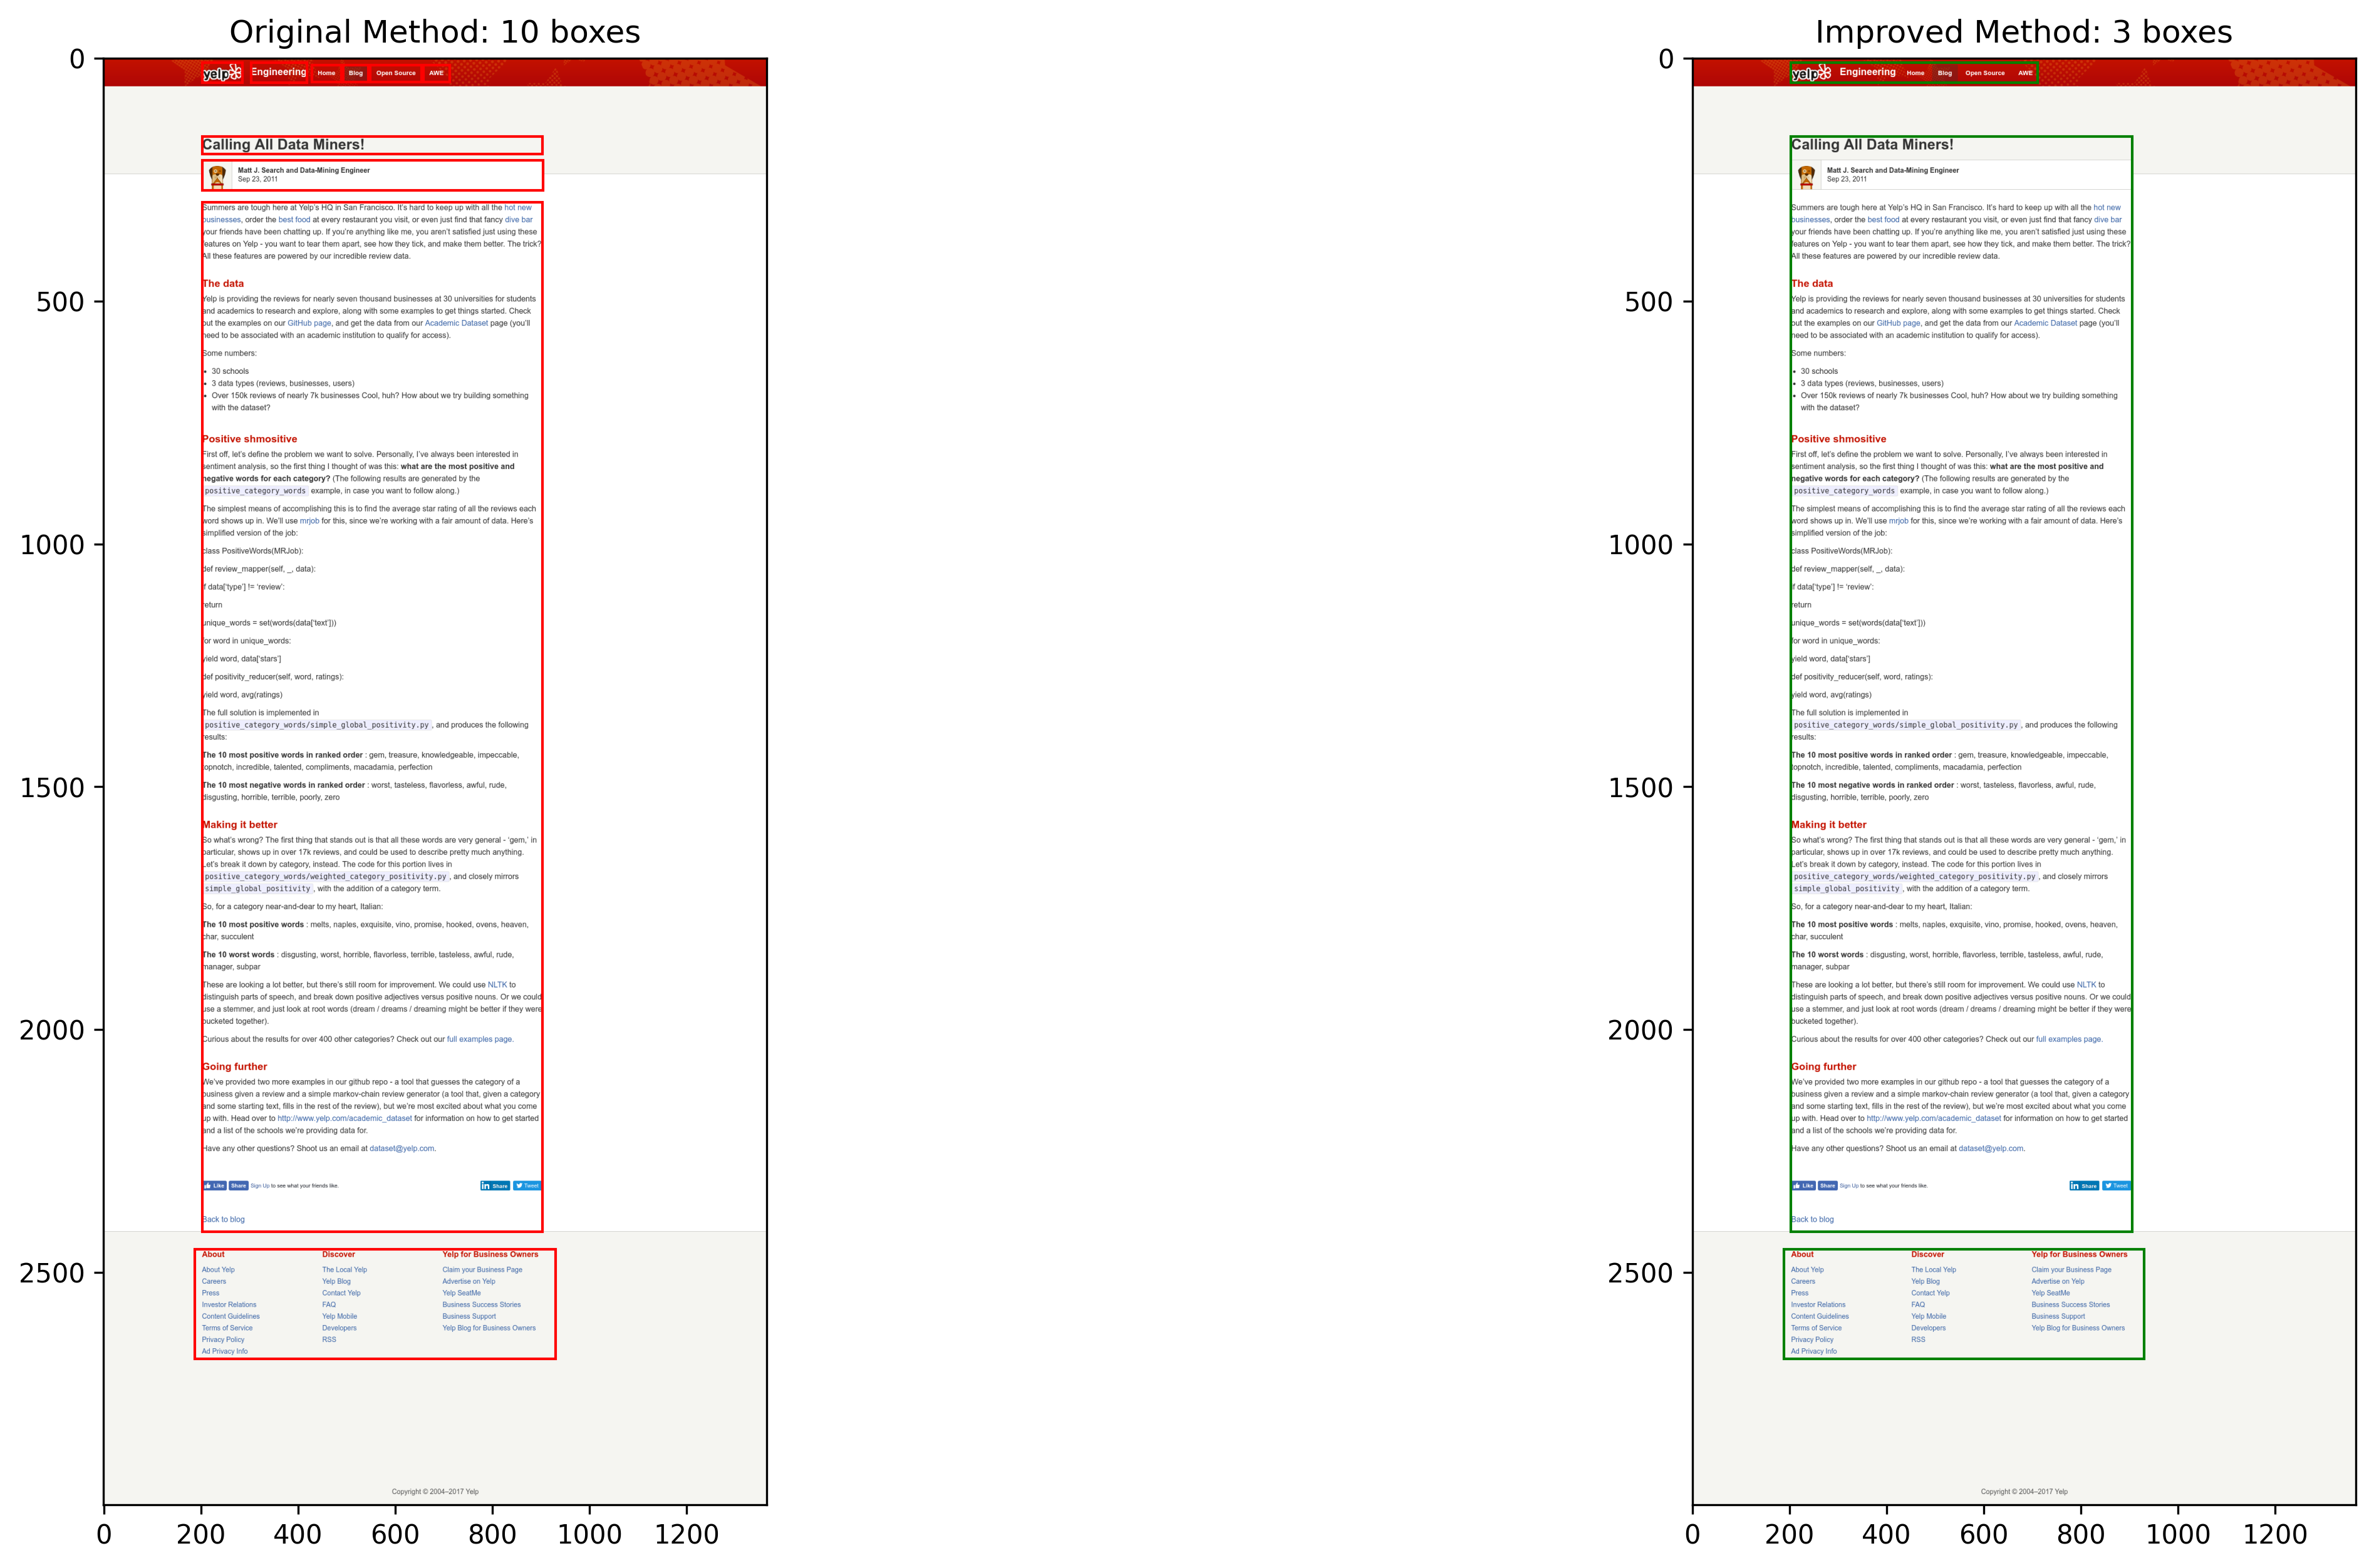 Original Method: 10 boxes
0
500
1000
1500
2000
2500
0 200 400 600 800 1000 1200
yelp Engineering Home Blog Open Source AWE
Calling All Data Miners!
Matt J. Search and Data-Mining Engineer
Sep 23, 2011
Summers are tough here at Yelp's HQ in San Francisco. It's hard to keep up with all the hot new
businesses, order the best food at every restaurant you visit, or even just find that fancy dive bar
your friends have been chatting up. If you're anything like me, you aren't satisfied just using these
features on Yelp - you want to tear them apart, see how they tick, and make them better. The trick?
All these features are powered by our incredible review data.
The data
Yelp is providing the reviews for nearly seven thousand businesses at 30 universities for students
and academics to research and explore, along with some examples to get things started. Check
out the examples on our GitHub page, and get the data from our Academic Dataset page (you'll
need to be associated with an academic institution to qualify for access).
Some numbers:
• 30 schools
• 3 data types (reviews, businesses, users)
• Over 150k reviews of nearly 7k businesses Cool, huh? How about we try building something
with the dataset?
Positive shmositive
First off, let's define the problem we want to solve. Personally, I've always been interested in
sentiment analysis, so the first thing I thought of was this: what are the most positive and
negative words for each category? (The following results are generated by the
positive_category_words example, in case you want to follow along.)
The simplest means of accomplishing this is to find the average star rating of all the reviews each
word shows up in. We'll use mrjob for this, since we're working with a fair amount of data. Here's
simplified version of the job:
class PositiveWords(MRJob):
def review_mapper(self, _, data):
if data['type'] != 'review':
return
unique_words = set(words(data['text']))
for word in unique_words:
yield word, data['stars']
def positivity_reducer(self, word, ratings):
yield word, avg(ratings)
The full solution is implemented in
positive_category_words/simple_global_positivity.py, and produces the following
results:
The 10 most positive words in ranked order : gem, treasure, knowledgeable, impeccable,
topnotch, incredible, talented, compliments, macadamia, perfection
The 10 most negative words in ranked order : worst, tasteless, flavorless, awful, rude,
disgusting, horrible, terrible, poorly, zero
Making it better
So what's wrong? The first thing that stands out is that all these words are very general - 'gem,' in
particular, shows up in over 17k reviews, and could be used to describe pretty much anything.
Let's break it down by category, instead. The code for this portion lives in
positive_category_words/weighted_category_positivity.py, and closely mirrors
simple_global_positivity, with the addition of a category term.
So, for a category near-and-dear to my heart, Italian:
The 10 most positive words : melts, naples, exquisite, vino, promise, hooked, ovens, heaven,
char, succulent
The 10 worst words : disgusting, worst, horrible, flavorless, terrible, tasteless, awful, rude,
manager, subpar
These are looking a lot better, but there's still room for improvement. We could use NLTK to
distinguish parts of speech, and break down positive adjectives versus positive nouns. Or we could
use a stemmer, and just look at root words (dream / dreams / dreaming might be better if they were
bucketed together).
Curious about the results for over 400 other categories? Check out our full examples page.
Going further
We've provided two more examples in our github repo - a tool that guesses the category of a
business given a review and a simple markov-chain review generator (a tool that, given a category
and some starting text, fills in the rest of the review), but we're most excited about what you come
up with. Head over to http://www.yelp.com/academic_dataset for information on how to get started
and a list of the schools we're providing data for.
Have any other questions? Shoot us an email at dataset@yelp.com.
Like Share Sign Up to see what your friends like. in Share Tweet
Back to blog
About Discover Yelp for Business Owners
About Yelp The Local Yelp Claim your Business Page
Careers Yelp Blog Advertise on Yelp
Press Contact Yelp Yelp SeatMe
Investor Relations FAQ Business Success Stories
Content Guidelines Yelp Mobile Business Support
Terms of Service Developers Yelp Blog for Business Owners
Privacy Policy RSS
Ad Privacy Info
Copyright © 2004–2017 Yelp
Improved Method: 3 boxes
0
500
1000
1500
2000
2500
0 200 400 600 800 1000 1200
yelp Engineering Home Blog Open Source AWE
Calling All Data Miners!
Matt J. Search and Data-Mining Engineer
Sep 23, 2011
Summers are tough here at Yelp's HQ in San Francisco. It's hard to keep up with all the hot new
businesses, order the best food at every restaurant you visit, or even just find that fancy dive bar
your friends have been chatting up. If you're anything like me, you aren't satisfied just using these
features on Yelp - you want to tear them apart, see how they tick, and make them better. The trick?
All these features are powered by our incredible review data.
The data
Yelp is providing the reviews for nearly seven thousand businesses at 30 universities for students
and academics to research and explore, along with some examples to get things started. Check
out the examples on our GitHub page, and get the data from our Academic Dataset page (you'll
need to be associated with an academic institution to qualify for access).
Some numbers:
• 30 schools
• 3 data types (reviews, businesses, users)
• Over 150k reviews of nearly 7k businesses Cool, huh? How about we try building something
with the dataset?
Positive shmositive
First off, let's define the problem we want to solve. Personally, I've always been interested in
sentiment analysis, so the first thing I thought of was this: what are the most positive and
negative words for each category? (The following results are generated by the
positive_category_words example, in case you want to follow along.)
The simplest means of accomplishing this is to find the average star rating of all the reviews each
word shows up in. We'll use mrjob for this, since we're working with a fair amount of data. Here's
simplified version of the job:
class PositiveWords(MRJob):
def review_mapper(self, _, data):
if data['type'] != 'review':
return
unique_words = set(words(data['text']))
for word in unique_words:
yield word, data['stars']
def positivity_reducer(self, word, ratings):
yield word, avg(ratings)
The full solution is implemented in
positive_category_words/simple_global_positivity.py, and produces the following
results:
The 10 most positive words in ranked order : gem, treasure, knowledgeable, impeccable,
topnotch, incredible, talented, compliments, macadamia, perfection
The 10 most negative words in ranked order : worst, tasteless, flavorless, awful, rude,
disgusting, horrible, terrible, poorly, zero
Making it better
So what's wrong? The first thing that stands out is that all these words are very general - 'gem,' in
particular, shows up in over 17k reviews, and could be used to describe pretty much anything.
Let's break it down by category, instead. The code for this portion lives in
positive_category_words/weighted_category_positivity.py, and closely mirrors
simple_global_positivity, with the addition of a category term.
So, for a category near-and-dear to my heart, Italian:
The 10 most positive words : melts, naples, exquisite, vino, promise, hooked, ovens, heaven,
char, succulent
The 10 worst words : disgusting, worst, horrible, flavorless, terrible, tasteless, awful, rude,
manager, subpar
These are looking a lot better, but there's still room for improvement. We could use NLTK to
distinguish parts of speech, and break down positive adjectives versus positive nouns. Or we could
use a stemmer, and just look at root words (dream / dreams / dreaming might be better if they were
bucketed together).
Curious about the results for over 400 other categories? Check out our full examples page.
Going further
We've provided two more examples in our github repo - a tool that guesses the category of a
business given a review and a simple markov-chain review generator (a tool that, given a category
and some starting text, fills in the rest of the review), but we're most excited about what you come
up with. Head over to http://www.yelp.com/academic_dataset for information on how to get started
and a list of the schools we're providing data for.
Have any other questions? Shoot us an email at dataset@yelp.com.
Like Share Sign Up to see what your friends like. in Share Tweet
Back to blog
About Discover Yelp for Business Owners
About Yelp The Local Yelp Claim your Business Page
Careers Yelp Blog Advertise on Yelp
Press Contact Yelp Yelp SeatMe
Investor Relations FAQ Business Success Stories
Content Guidelines Yelp Mobile Business Support
Terms of Service Developers Yelp Blog for Business Owners
Privacy Policy RSS
Ad Privacy Info
Copyright © 2004–2017 Yelp